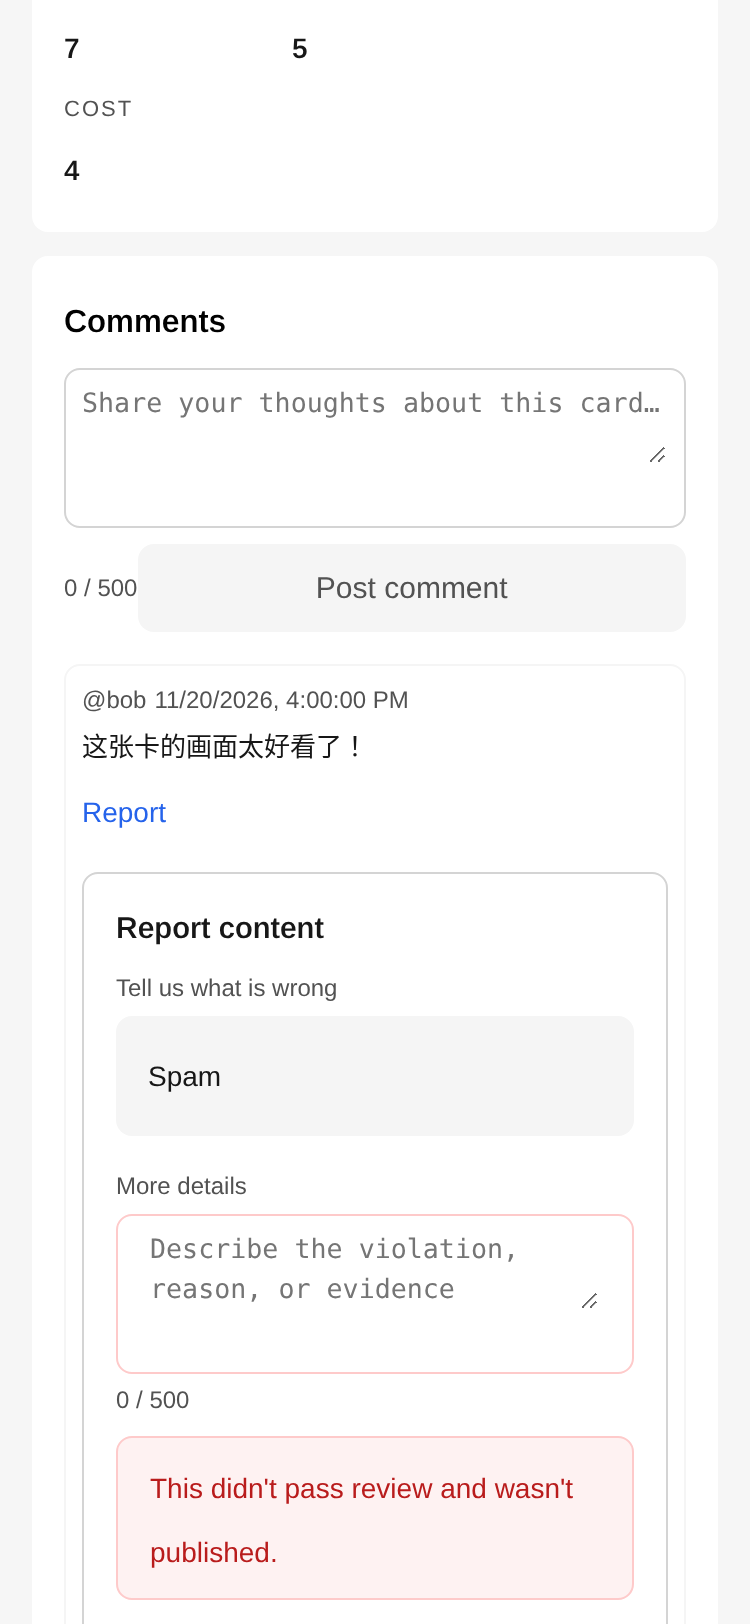 7 5
COST
4
Comments
Share your thoughts about this card…
0 / 500 Post comment
@bob 11/20/2026, 4:00:00 PM
这张卡的画面太好看了！
Report
Report content
Tell us what is wrong
Spam
More details
Describe the violation,
reason, or evidence
0 / 500
This didn't pass review and wasn't
published.